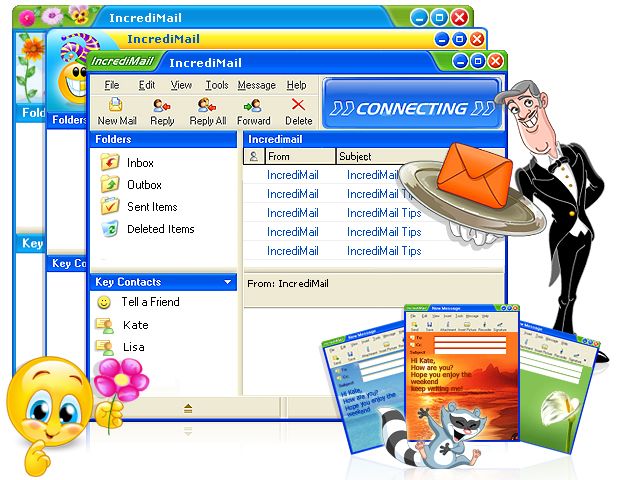 IncrediMail
IncrediMail
IncrediMail IncrediMail
File Edit View Tools Message Help
CONNECTING
New Mail Reply Reply All Forward Delete
Fold
Folders
Folders
Incredimail
From Subject
Inbox
IncrediMail IncrediMail
Outbox
IncrediMail IncrediMail
Sent Items
IncrediMail IncrediMail Tips
Deleted Items
IncrediMail IncrediMail Tips
IncrediMail IncrediMail Tips
Key
Key Co
Key Contacts
From: IncrediMail
Tell a Friend
Kate
Lisa
New Message
To:
Cc:
Subject:
Hi Kate,
How are you?
Hope you enjoy the
weekend
keep writing me!
Hi Kate,
How are you?
Hope you enjoy the
weekend